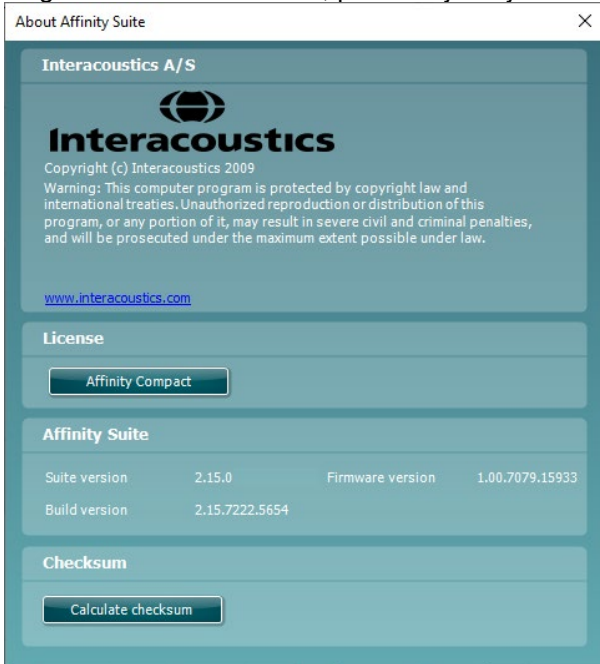 About Affinity Suite
Interacoustics A/S
Interacoustics
Copyright (c) Interacoustics 2009
Warning: This computer program is protected by copyright law and
international treaties. Unauthorized reproduction or distribution of this
program, or any portion of it, may result in severe civil and criminal penalties,
and will be prosecuted under the maximum extent possible under law.
www.interacoustics.com
License
Affinity Compact
Affinity Suite
Suite version 2.15.0 Firmware version 1.00.7079.15933
Build version 2.15.7222.5654
Checksum
Calculate checksum